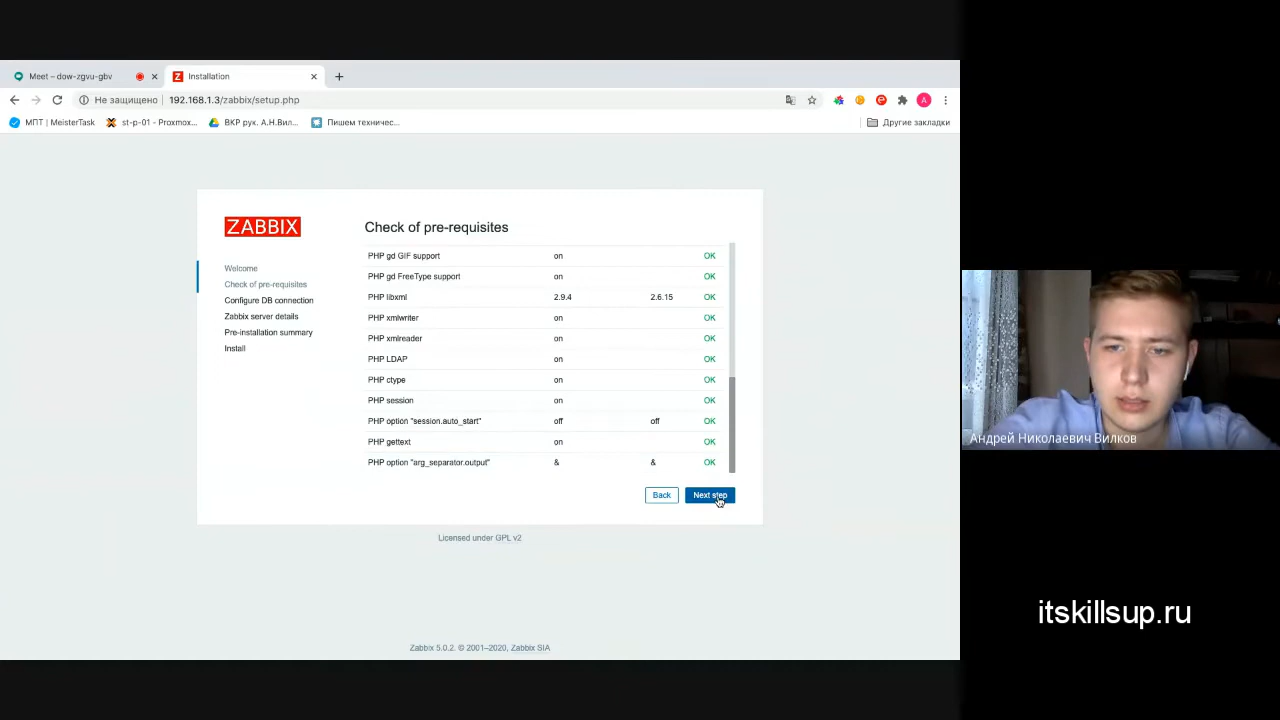 Meet – dow-zgvu-gbv
Installation
Не защищено 192.168.1.3/zabbix/setup.php
A
МПТ | MeisterTask
st-p-01 - Proxmox...
ВКР рук. А.Н.Вил...
Пишем техничес...
Другие закладки
ZABBIX
Check of pre-requisites
Welcome
Check of pre-requisites
Configure DB connection
Zabbix server details
Pre-installation summary
Install
PHP gd GIF support on OK
PHP gd FreeType support on OK
PHP libxml 2.9.4 2.6.15 OK
PHP xmlwriter on OK
PHP xmlreader on OK
PHP LDAP on OK
PHP ctype on OK
PHP session on OK
PHP option "session.auto_start" off off OK
PHP gettext on OK
PHP option "arg_separator.output" & & OK
Back Next step
Licensed under GPL v2
Zabbix 5.0.2. © 2001–2020, Zabbix SIA
Андрей Николаевич Вилков
itskillsup.ru